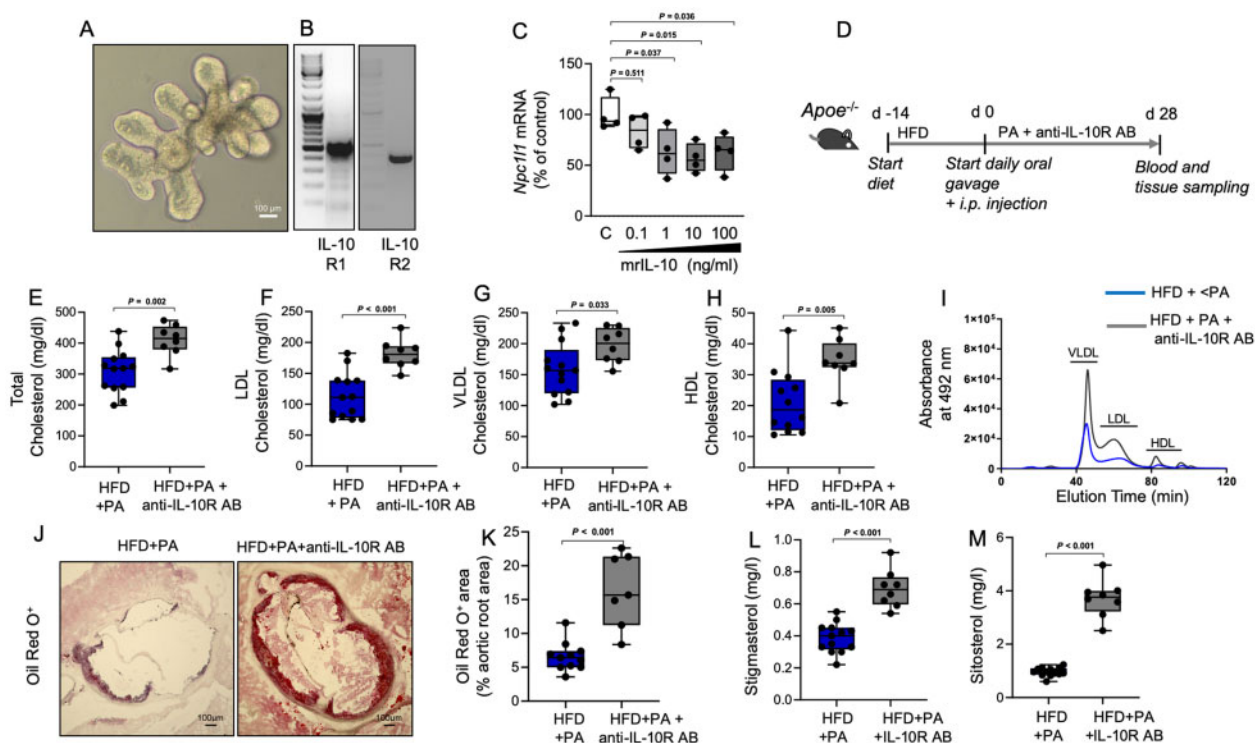 A
100 µm
B
IL-10
R1
IL-10
R2
C
P = 0.036
P = 0.015
P = 0.037
P = 0.511
Npc1l1 mRNA
(% of control)
150
100
50
0
C 0.1 1 10 100
mrIL-10 (ng/ml)
D
Apoe-/-
d -14
HFD
d 0
PA + anti-IL-10R AB
d 28
Start
diet
Start daily oral
gavage
+ i.p. injection
Blood and
tissue sampling
E
P = 0.002
Total
Cholesterol (mg/dl)
500
400
300
200
100
0
HFD
+PA
HFD+PA +
anti-IL-10R AB
F
P < 0.001
LDL
Cholesterol (mg/dl)
250
200
150
100
50
0
HFD
+ PA
HFD+PA +
anti-IL-10R AB
G
P = 0.033
VLDL
Cholesterol (mg/dl)
250
200
150
100
50
0
HFD
+PA
HFD+PA +
anti-IL-10R AB
H
P = 0.005
HDL
Cholesterol (mg/dl)
50
40
30
20
10
0
HFD
+PA
HFD+PA +
anti-IL-10R AB
I
HFD + <PA
HFD + PA +
anti-IL-10R AB
Absorbance
at 492 nm
1×10⁵
8×10⁴
6×10⁴
4×10⁴
2×10⁴
0
VLDL
LDL
HDL
0 40 80 120
Elution Time (min)
J
HFD+PA
HFD+PA+anti-IL-10R AB
Oil Red O⁺
100µm
100µm
K
P < 0.001
Oil Red O⁺ area
(% aortic root area)
25
20
15
10
5
0
HFD
+PA
HFD+PA +
anti-IL-10R AB
L
P <0.001
Stigmasterol (mg/l)
1.0
0.8
0.6
0.4
0.2
0.0
HFD
+PA
HFD+PA
+IL-10R AB
M
P <0.001
Sitosterol (mg/l)
6
4
2
0
HFD
+PA
HFD+PA
+IL-10R AB